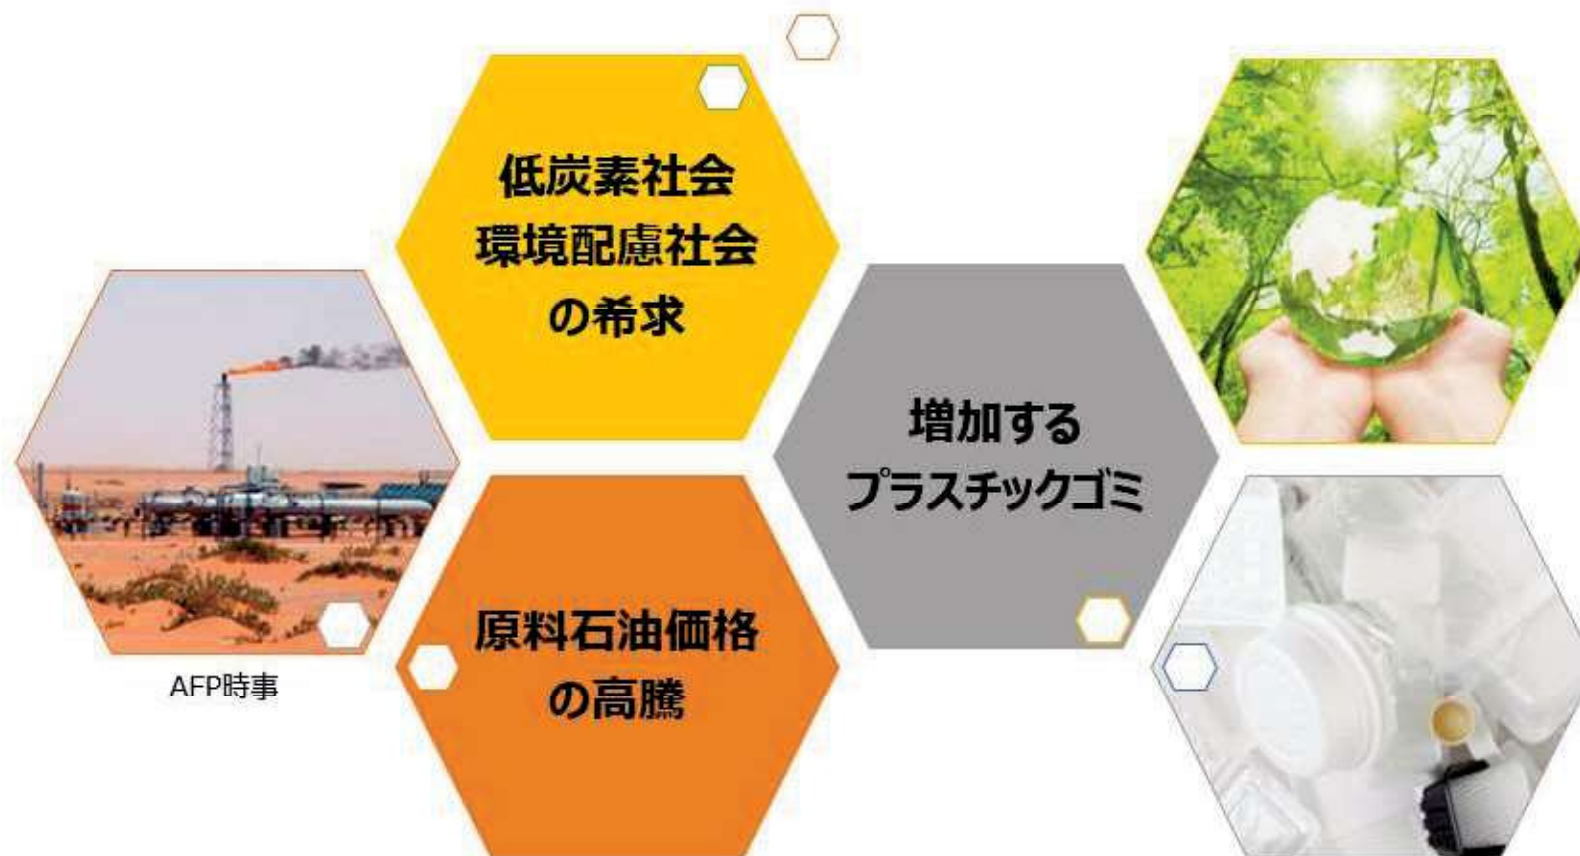 低炭素社会
環境配慮社会
の希求
増加する
プラスチックゴミ
原料石油価格
の高騰
AFP時事